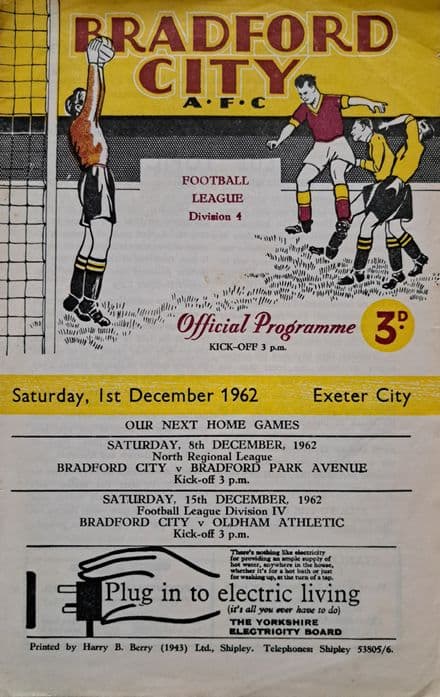 BRADFORD
CITY
A·F·C
FOOTBALL
LEAGUE
Division 4
Official Programme
3D.
KICK-OFF 3 p.m.
Saturday, 1st December 1962 Exeter City
OUR NEXT HOME GAMES
SATURDAY, 8th DECEMBER, 1962
North Regional League
BRADFORD CITY v BRADFORD PARK AVENUE
Kick-off 3 p.m.
SATURDAY, 15th DECEMBER, 1962
Football League Division IV
BRADFORD CITY v OLDHAM ATHLETIC
Kick-off 3 p.m.
There's nothing like electricity
for providing an ample supply of
hot water, anywhere in the house,
whether it's for a hot bath or just
for washing up, at the turn of a tap.
Plug in to electric living
(it's all you ever have to do)
THE YORKSHIRE
ELECTRICITY BOARD
Printed by Harry B. Berry (1943) Ltd., Shipley. Telephones: Shipley 53805/6.